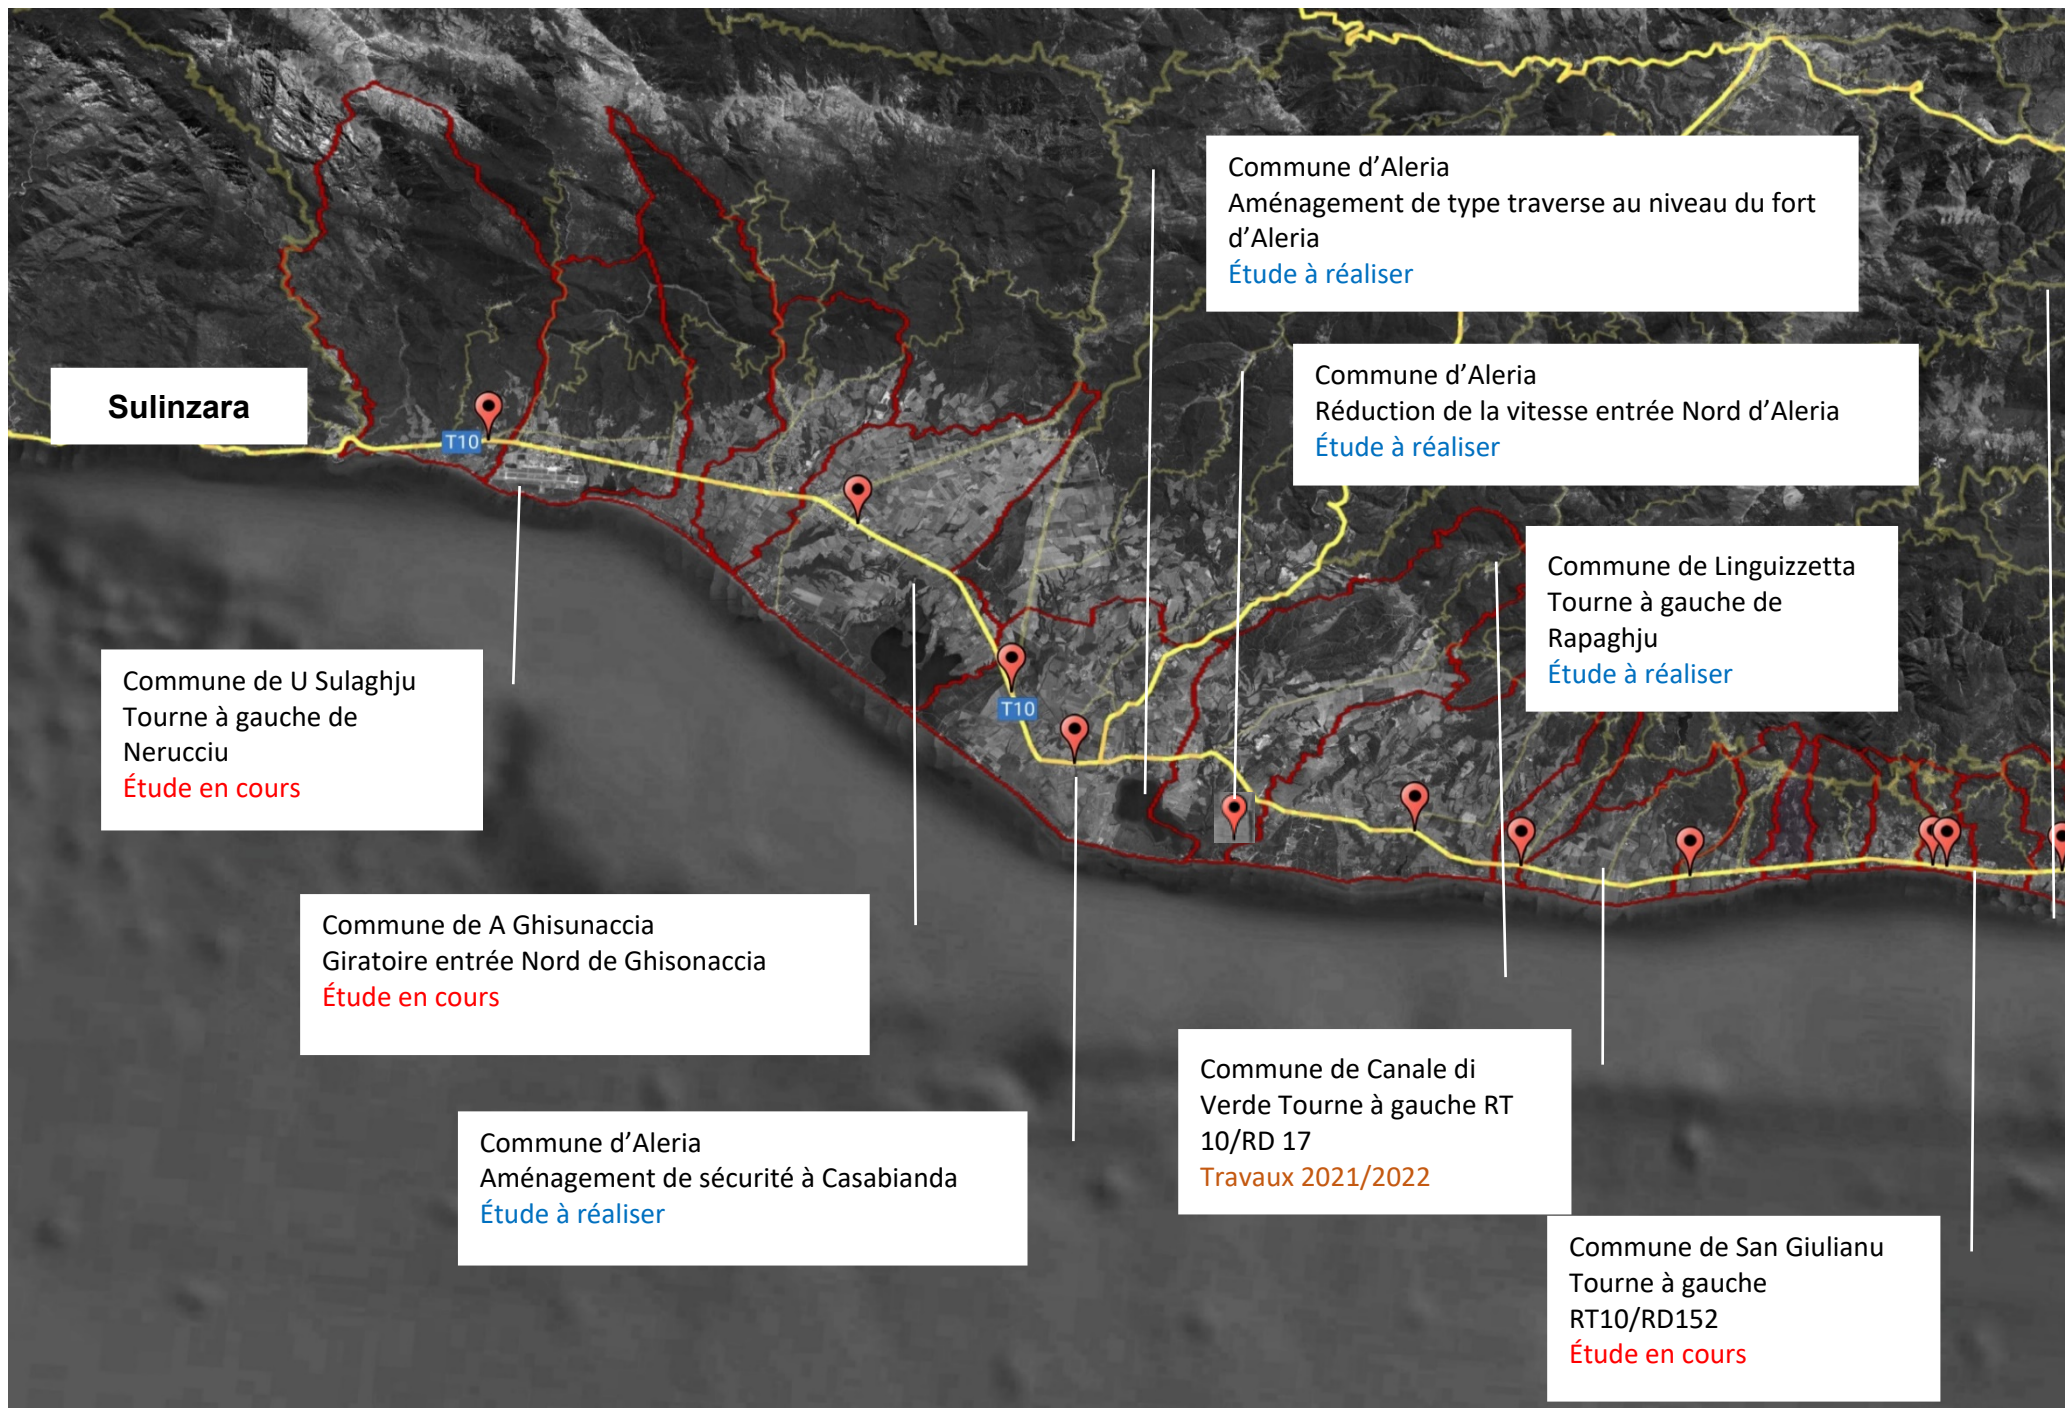 Commune d’Aleria
Aménagement de type traverse au niveau du fort
d’Aleria
Étude à réaliser
Commune d’Aleria
Réduction de la vitesse entrée Nord d’Aleria
Étude à réaliser
Sulinzara
T10
Commune de Linguizzetta
Tourne à gauche de
Rapaghju
Étude à réaliser
Commune de U Sulaghju
Tourne à gauche de
Nerucciu
Étude en cours
T10
Commune de A Ghisunaccia
Giratoire entrée Nord de Ghisonaccia
Étude en cours
Commune de Canale di
Verde Tourne à gauche RT
10/RD 17
Travaux 2021/2022
Commune d’Aleria
Aménagement de sécurité à Casabianda
Étude à réaliser
Commune de San Giulianu
Tourne à gauche
RT10/RD152
Étude en cours